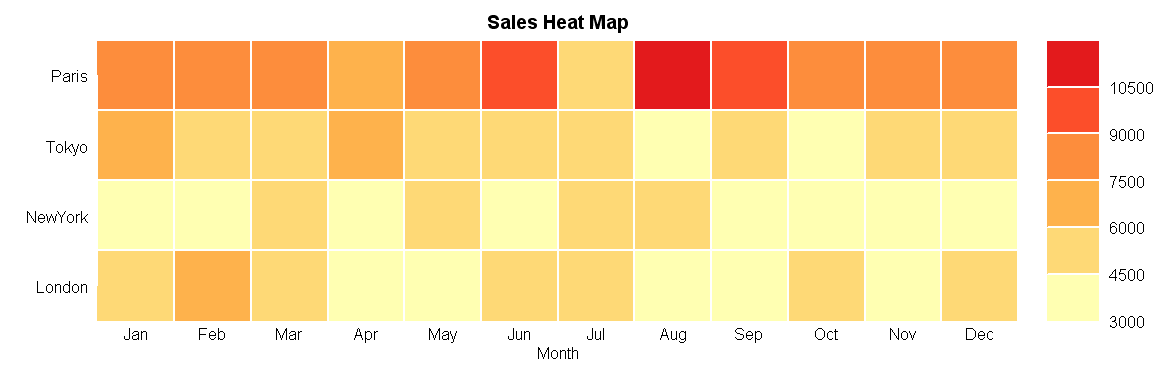 Sales Heat Map
Paris
Tokyo
NewYork
London
Jan Feb Mar Apr May Jun Jul Aug Sep Oct Nov Dec
Month
10500
9000
7500
6000
4500
3000